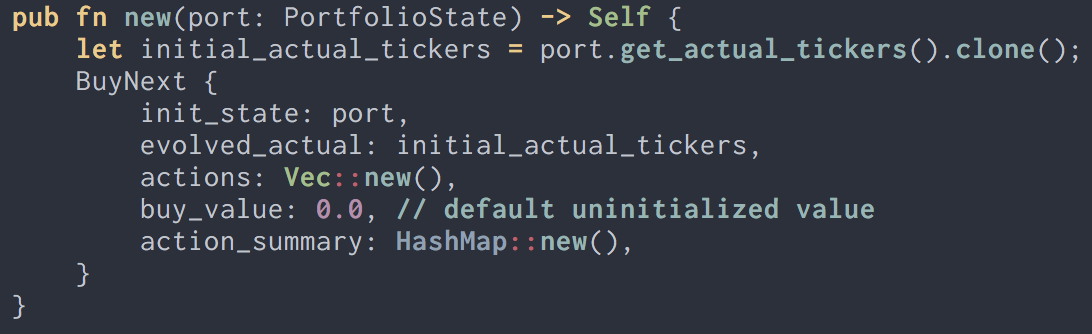 pub fn new(port: PortfolioState) -> Self {
    let initial_actual_tickers = port.get_actual_tickers().clone();
    BuyNext {
        init_state: port,
        evolved_actual: initial_actual_tickers,
        actions: Vec::new(),
        buy_value: 0.0, // default uninitialized value
        action_summary: HashMap::new(),
    }
}